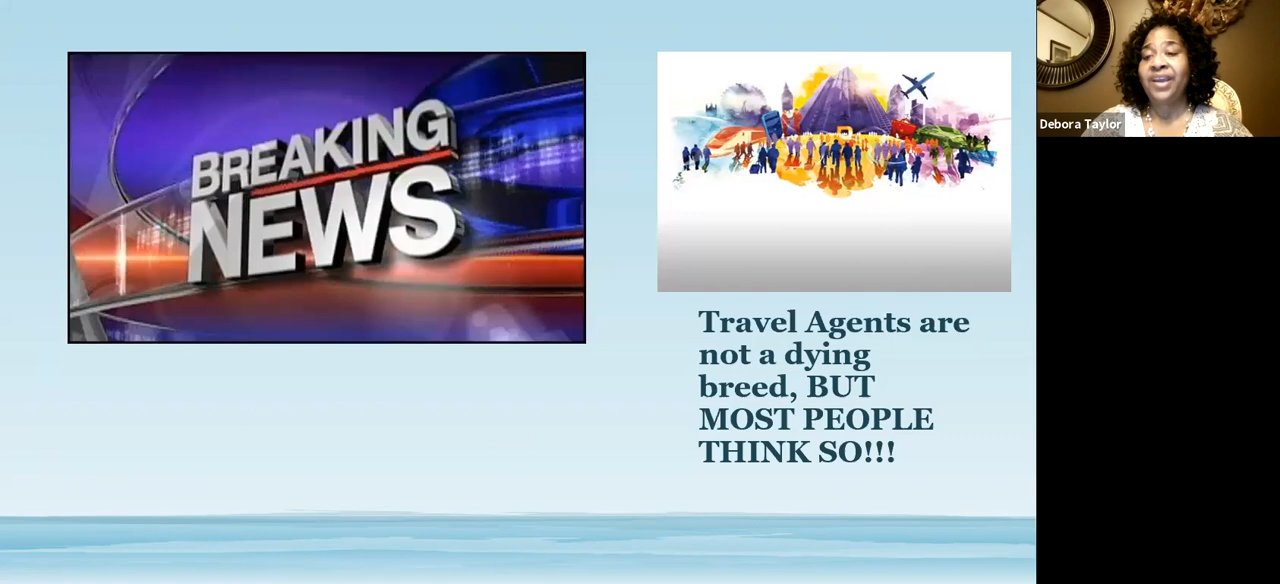 BREAKING
NEWS
Travel Agents are
not a dying
breed, BUT
MOST PEOPLE
THINK SO!!!
Debora Taylor